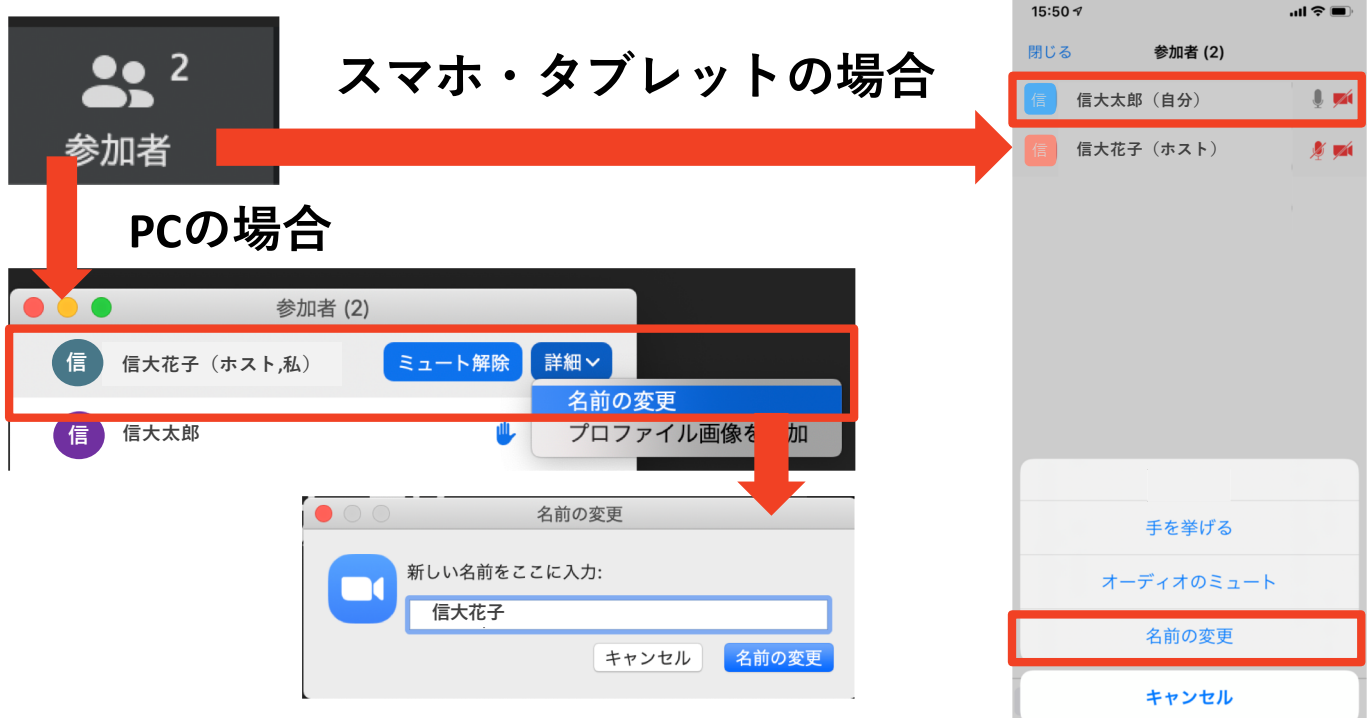 2
参加者
スマホ・タブレットの場合
PCの場合
参加者 (2)
信 信大花子（ホスト,私） ミュート解除 詳細
名前の変更
信 信大太郎
プロファイル画像を 加
名前の変更
新しい名前をここに入力:
信大花子
キャンセル 名前の変更
15:50
閉じる 参加者 (2)
信 信大太郎（自分）
信 信大花子（ホスト）
手を挙げる
オーディオのミュート
名前の変更
キャンセル